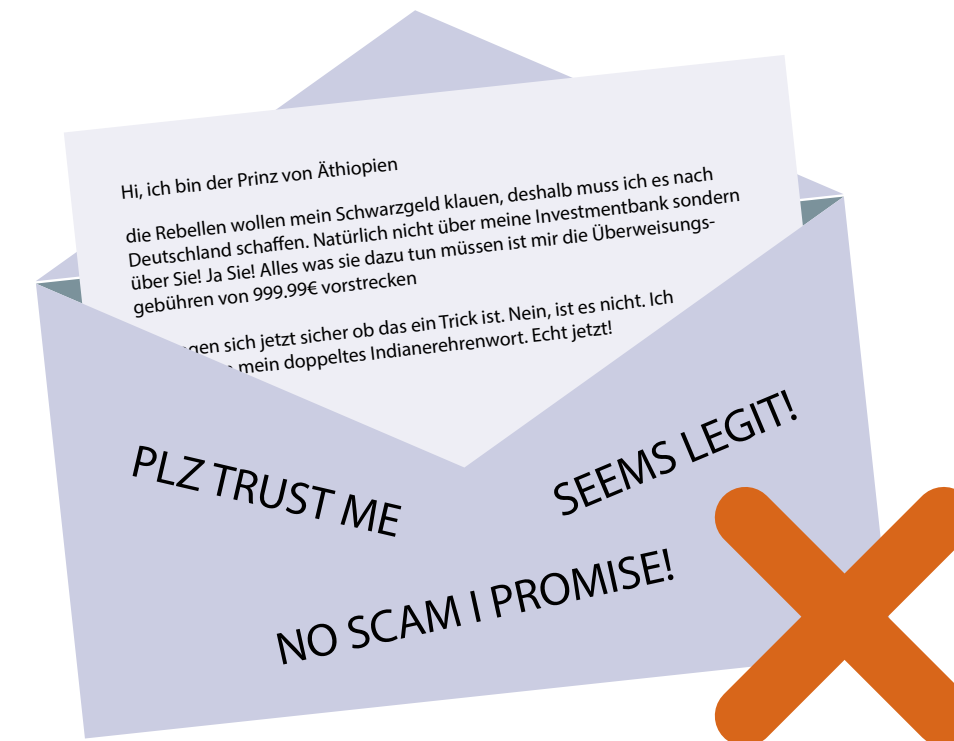 Hi, ich bin der Prinz von Äthiopien
die Rebellen wollen mein Schwarzgeld klauen, deshalb muss ich es nach
Deutschland schaffen. Natürlich nicht über meine Investmentbank sondern
über Sie! Ja Sie! Alles was sie dazu tun müssen ist mir die Überweisungs-
gebühren von 999.99€ vorstrecken
sich jetzt sicher ob das ein Trick ist. Nein, ist es nicht. Ich
mein doppeltes Indianerehrenwort. Echt jetzt!
PLZ TRUST ME
SEEMS LEGIT!
NO SCAM I PROMISE!